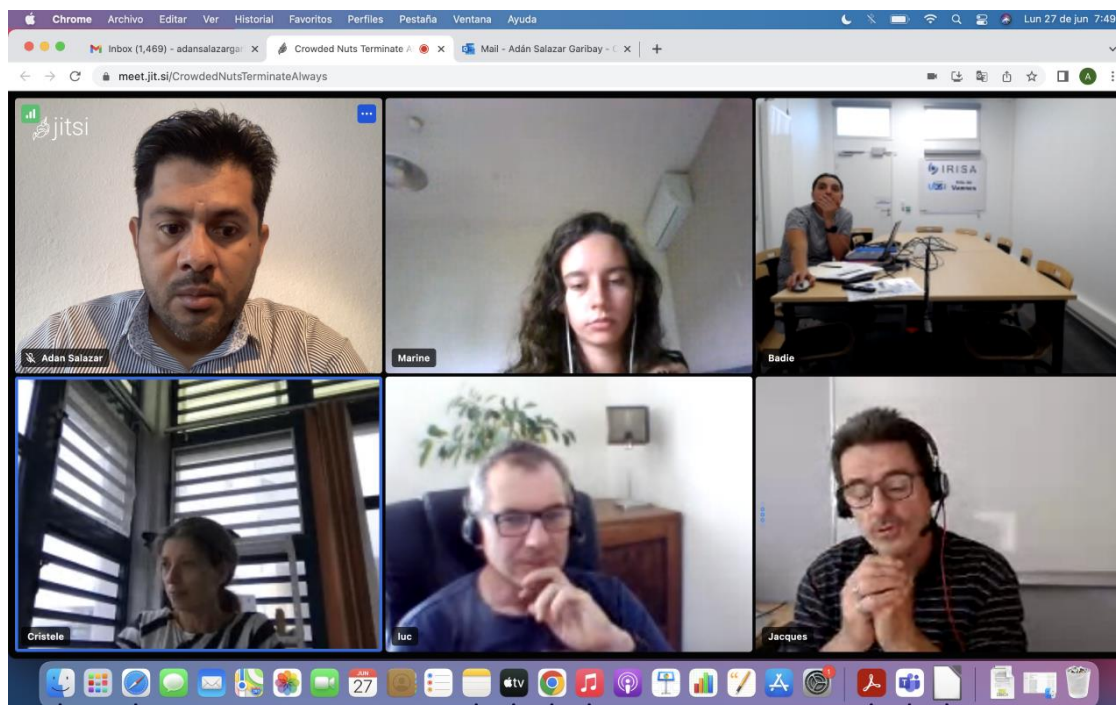 Chrome Archivo Editar Ver Historial Favoritos Perfiles Pestaña Ventana Ayuda Lun 27 de jun 7:49
Inbox (1,469) - adansalazargar Crowded Nuts Terminate A Mail - Adán Salazar Garibay -
meet.jit.si/CrowdedNutsTerminateAlways A
jitsi
IRISA
Vannes
Adan Salazar Marine Badie
Cristele luc Jacques
JUN
27
tv